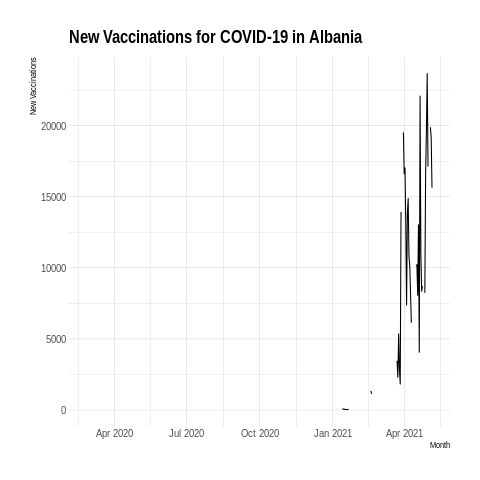 New Vaccinations for COVID-19 in Albania
New Vaccinations
20000
15000
10000
5000
0
Apr 2020 Jul 2020 Oct 2020 Jan 2021 Apr 2021
Month